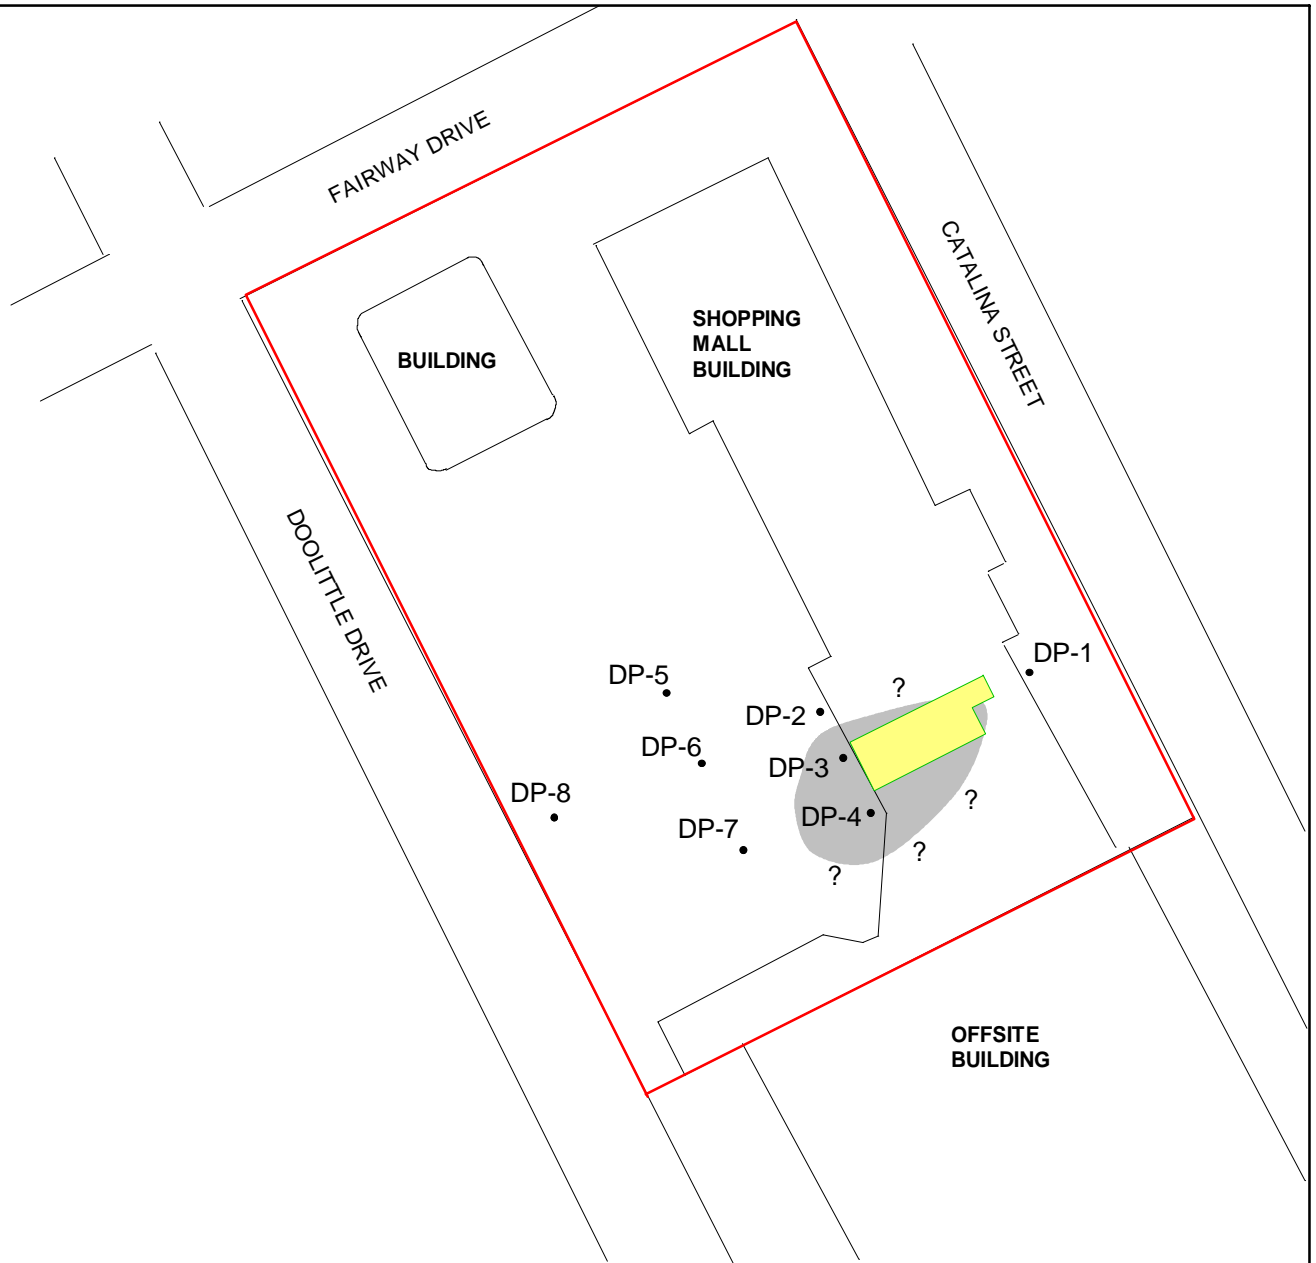 FAIRWAY DRIVE
CATALINA STREET
SHOPPING
MALL
BUILDING
BUILDING
DOOLITTLE DRIVE
DP-1
DP-5
?
DP-2
DP-6
DP-3
DP-8
?
DP-4
DP-7
?
?
OFFSITE
BUILDING